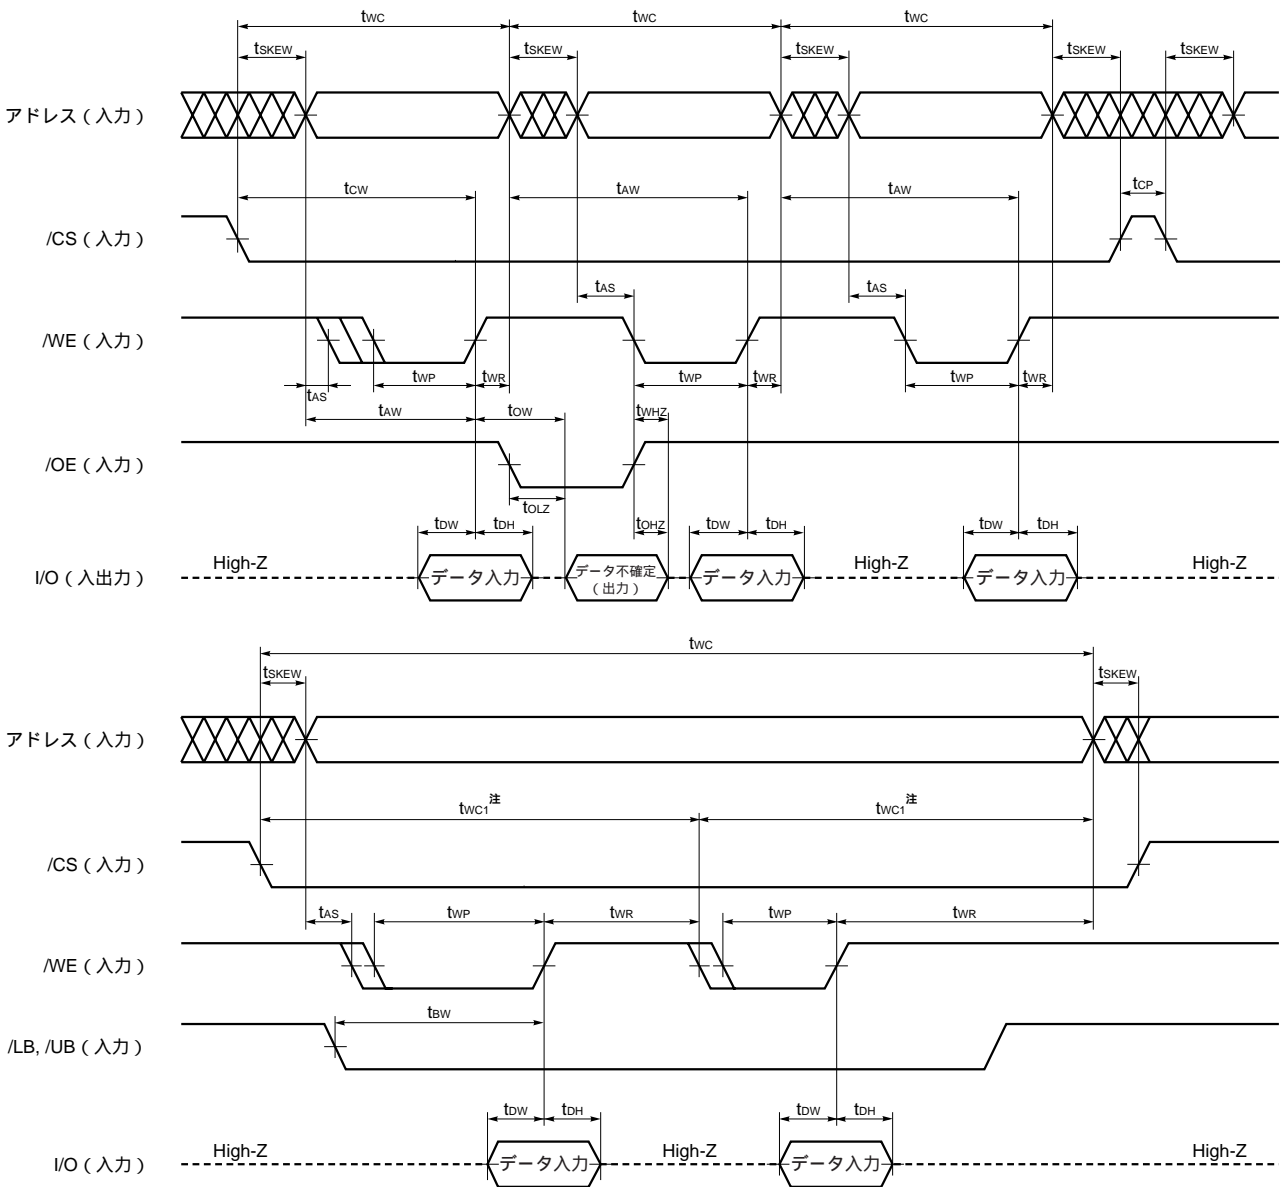 tWC tWC tWC
tSKEW tSKEW tSKEW tSKEW tSKEW
アドレス（入力）
tCW tAW tAW tCP
/CS（入力）
tAS tAS
/WE（入力）
tAS tWP tWR tWP tWR tWP tWR
tAW tOW tWHZ
/OE（入力）
tOLZ
tDW tDH tOHZ tDW tDH tDW tDH
High-Z High-Z High-Z
I/O（入出力） データ入力 データ不確定 データ入力 データ入力
（出力）
tWC
tSKEW tSKEW
アドレス（入力）
tWC1注 tWC1注
/CS（入力）
tAS tWP tWR tWP tWR
/WE（入力）
tBW
/LB, /UB（入力）
tDW tDH tDW tDH
High-Z High-Z High-Z
I/O（入力） データ入力 データ入力